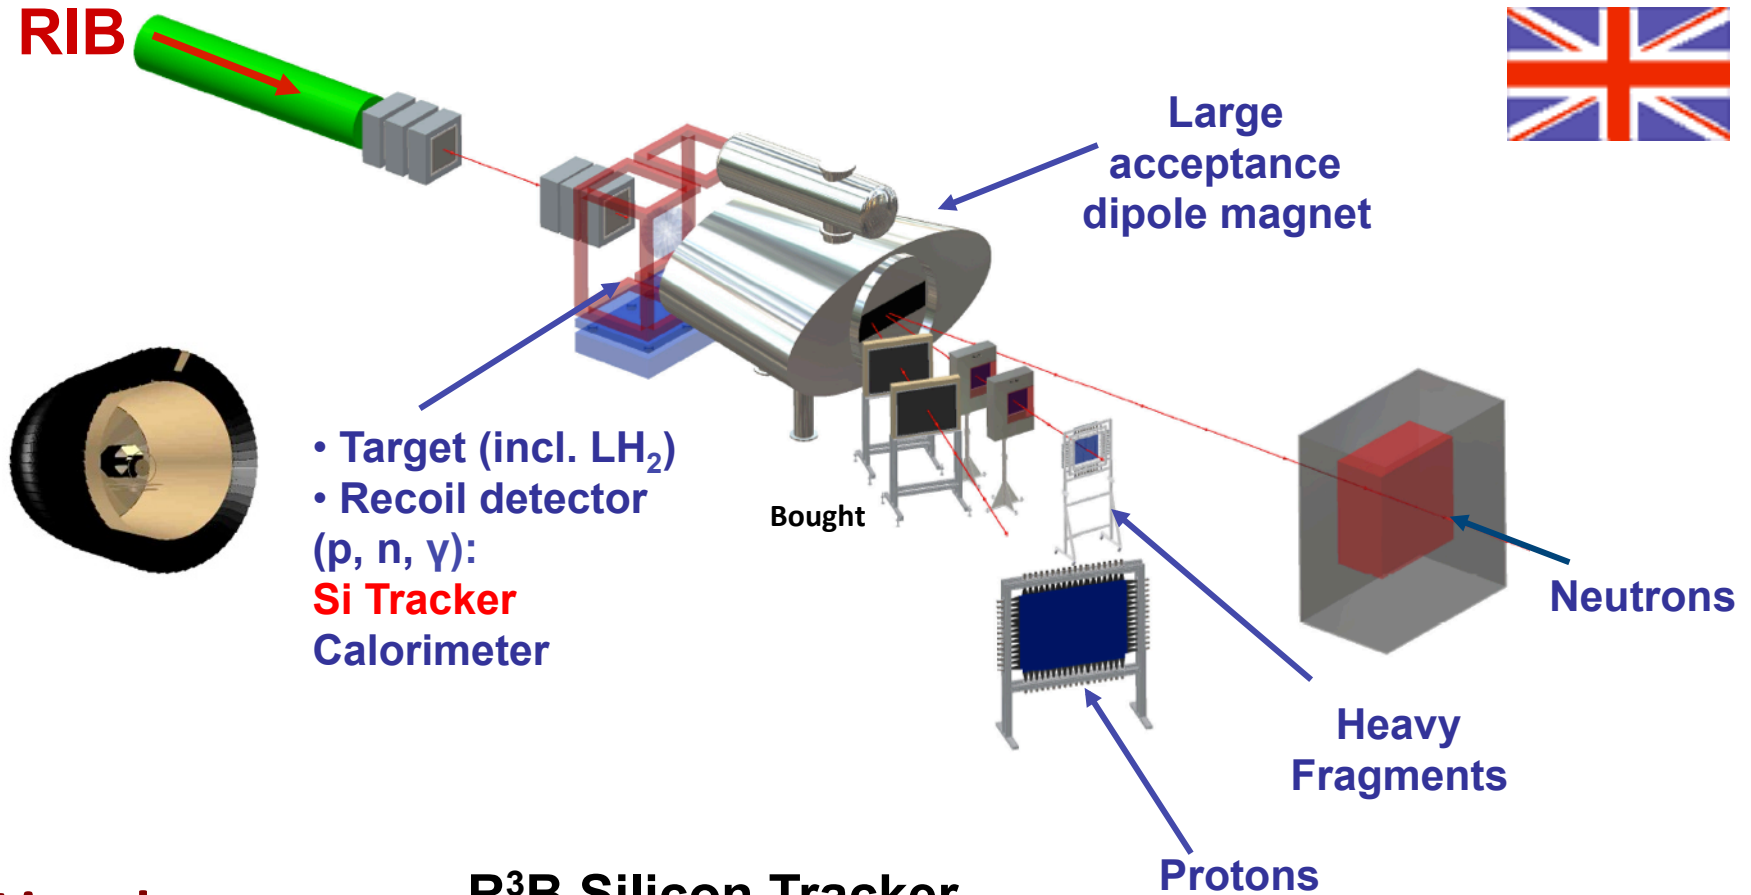 RIB
Large
acceptance
dipole magnet
• Target (incl. LH₂)
• Recoil detector
(p, n, γ):
Si Tracker
Calorimeter
Bought
Neutrons
Heavy
Fragments
Protons
R³B Silicon Tracker